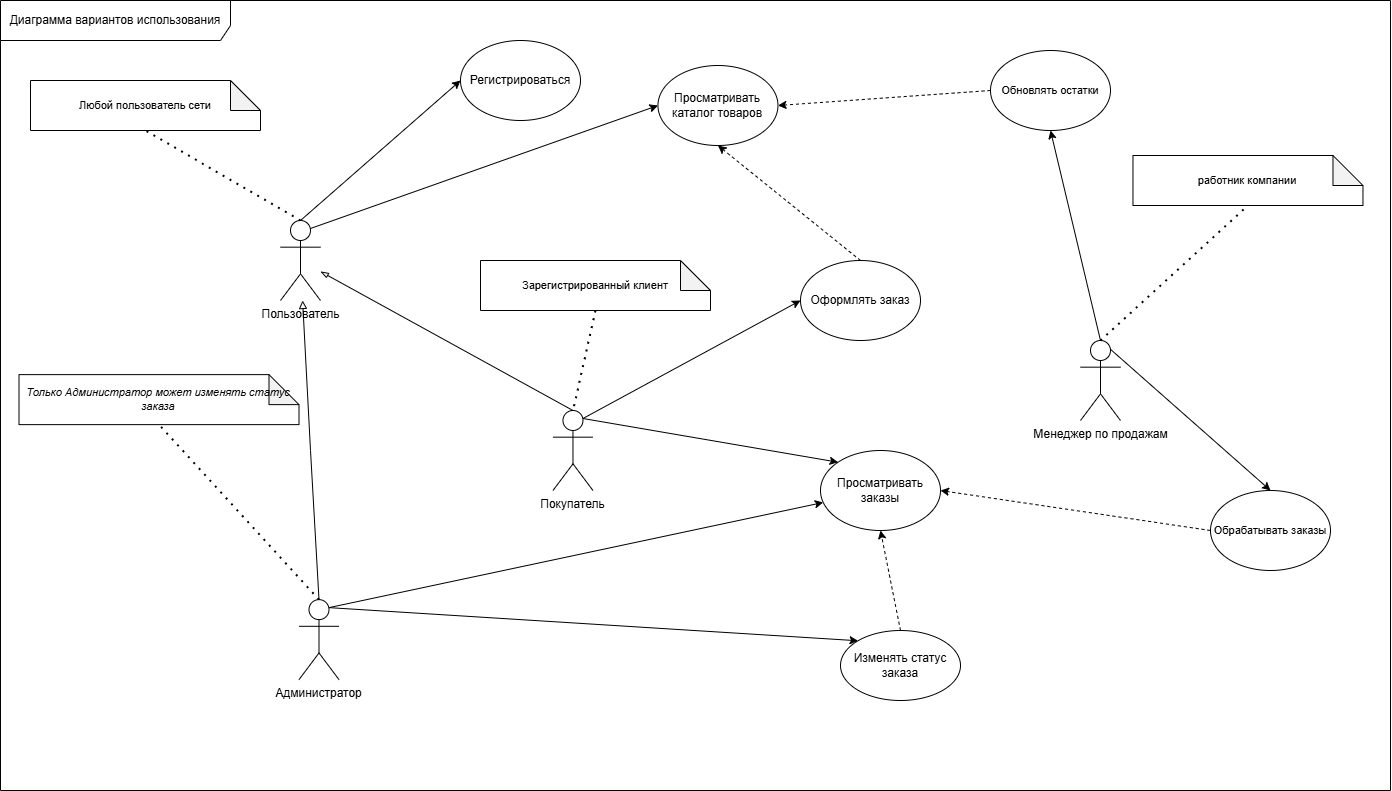 Диаграмма вариантов использования
Регистрироваться
Просматривать
каталог товаров
Обновлять остатки
Любой пользователь сети
работник компании
Зарегистрированный клиент
Оформлять заказ
Пользователь
Только Администратор может изменять статус
заказа
Менеджер по продажам
Просматривать
заказы
Покупатель
Обрабатывать заказы
Изменять статус
заказа
Администратор